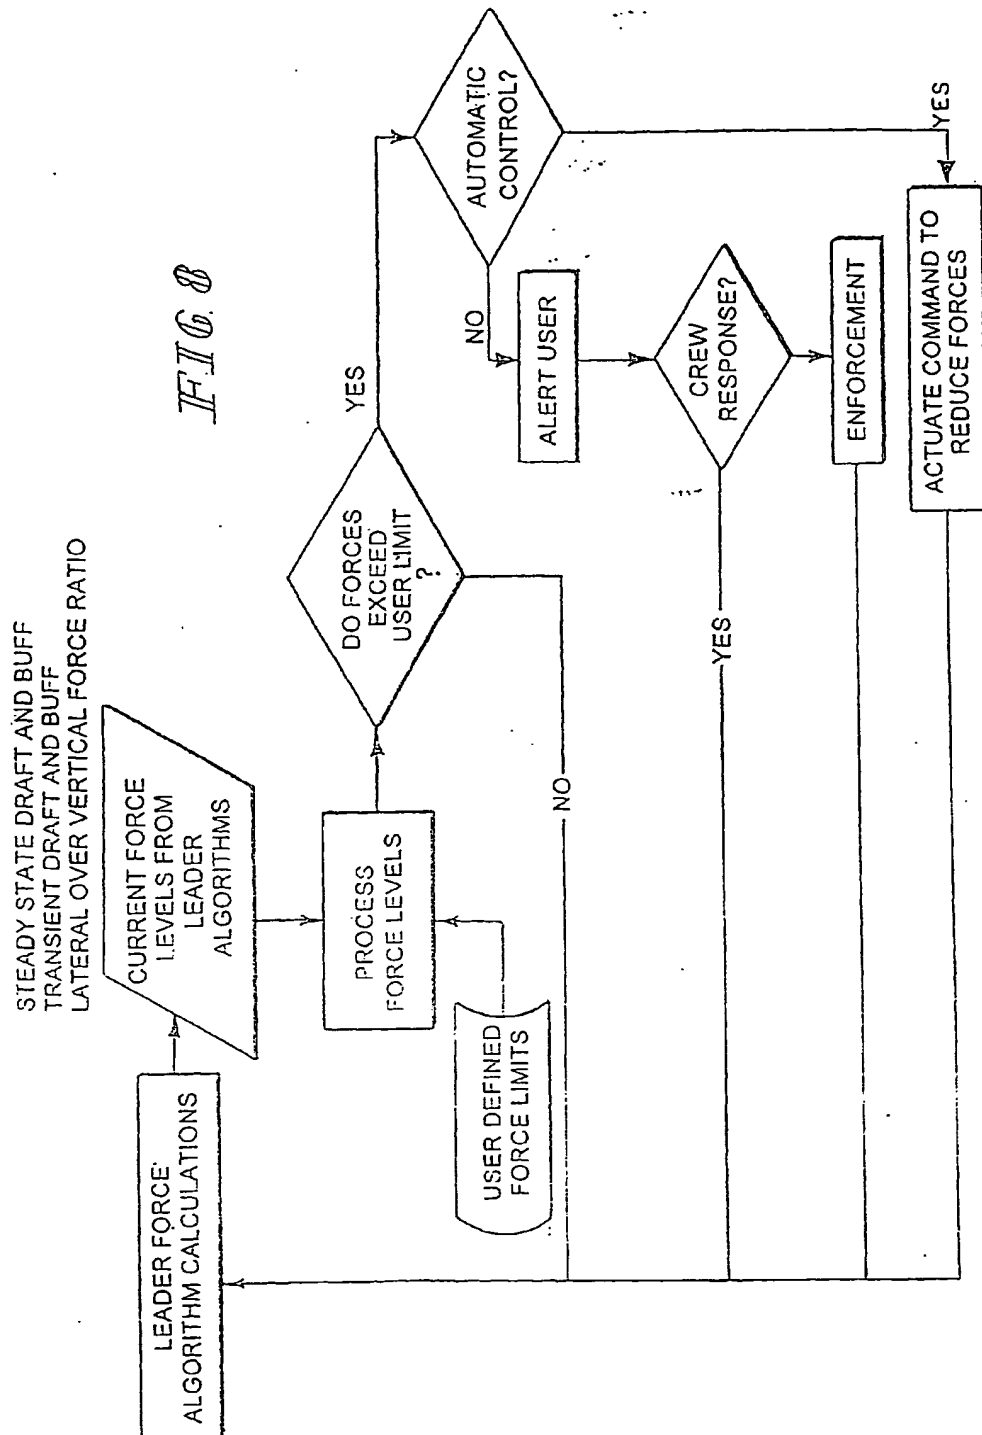 STEADY STATE DRAFT AND BUFF
TRANSIENT DRAFT AND BUFF
LATERAL OVER VERTICAL FORCE RATIO
FIG. 8
LEADER FORCE
ALGORITHM CALCULATIONS
CURRENT FORCE
LEVELS FROM
LEADER
ALGORITHMS
PROCESS
FORCE LEVELS
USER DEFINED
FORCE LIMITS
DO FORCES
EXCEED
USER LIMIT
?
YES
NO
AUTOMATIC
CONTROL?
NO
YES
ALERT USER
CREW
RESPONSE?
YES
ENFORCEMENT
ACTUATE COMMAND TO
REDUCE FORCES